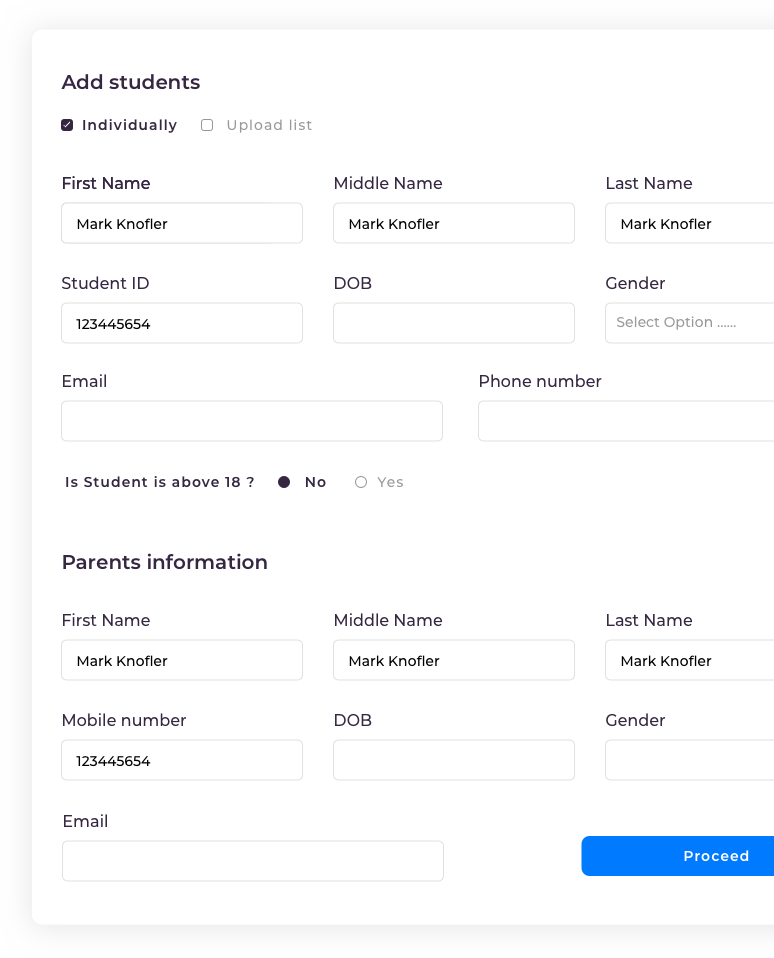 Add students
Individually Upload list
First Name Middle Name Last Name
Mark Knofler Mark Knofler Mark Knofler
Student ID DOB Gender
123445654 Select Option ......
Email Phone number
Is Student is above 18 ? No Yes
Parents information
First Name Middle Name Last Name
Mark Knofler Mark Knofler Mark Knofler
Mobile number DOB Gender
123445654
Email
Proceed